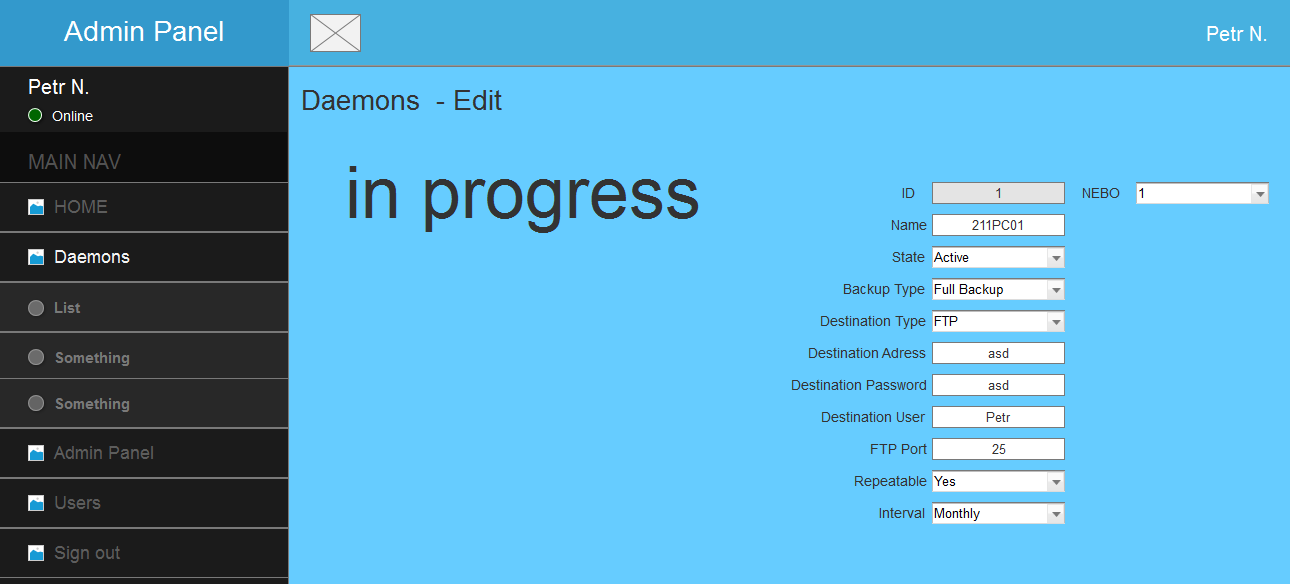 Admin Panel
Petr N.
Petr N.
Online
MAIN NAV
HOME
Daemons
List
Something
Something
Admin Panel
Users
Sign out
Daemons - Edit
in progress
ID 1 NEBO 1
Name 211PC01
State Active
Backup Type Full Backup
Destination Type FTP
Destination Adress asd
Destination Password asd
Destination User Petr
FTP Port 25
Repeatable Yes
Interval Monthly